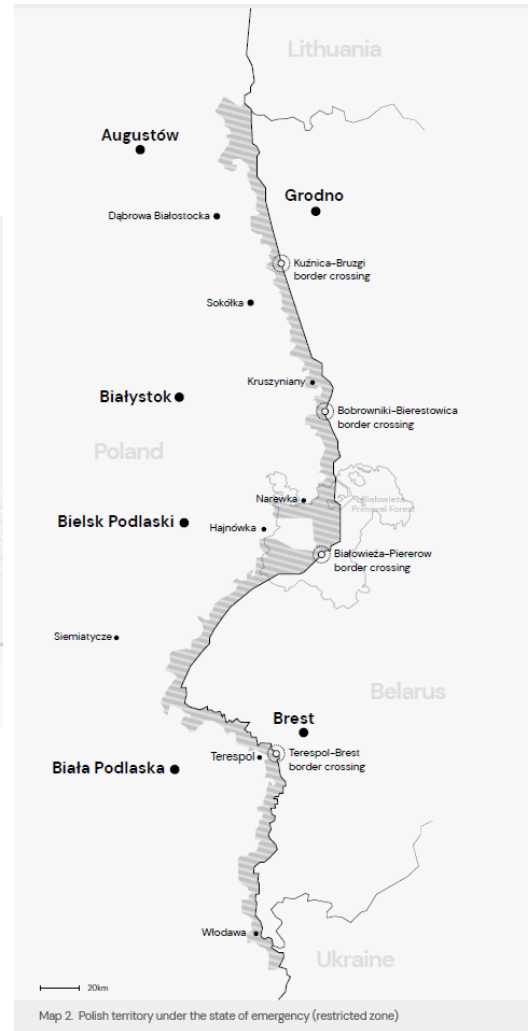 Lithuania
Augustów
Grodno
Dąbrowa Białostocka
Kuźnica-Bruzgi
border crossing
Sokółka
Kruszyniany
Białystok
Bobrowniki-Bierestowica
border crossing
Poland
Narewka
Białowieża
Primeval Forest
Bielsk Podlaski
Hajnówka
Białowieża-Piererow
border crossing
Siemiatycze
Belarus
Brest
Terespol
Terespol-Brest
border crossing
Biała Podlaska
Włodawa
Ukraine
20km
Map 2. Polish territory under the state of emergency (restricted zone)